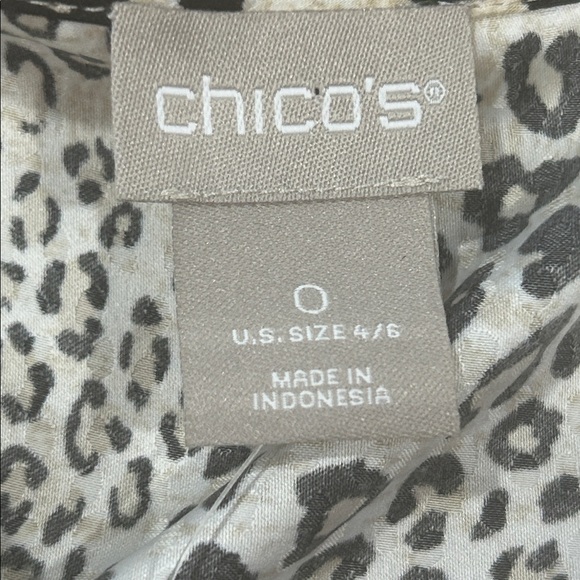 chico's®
0
U.S. SIZE 4/6
MADE IN
INDONESIA